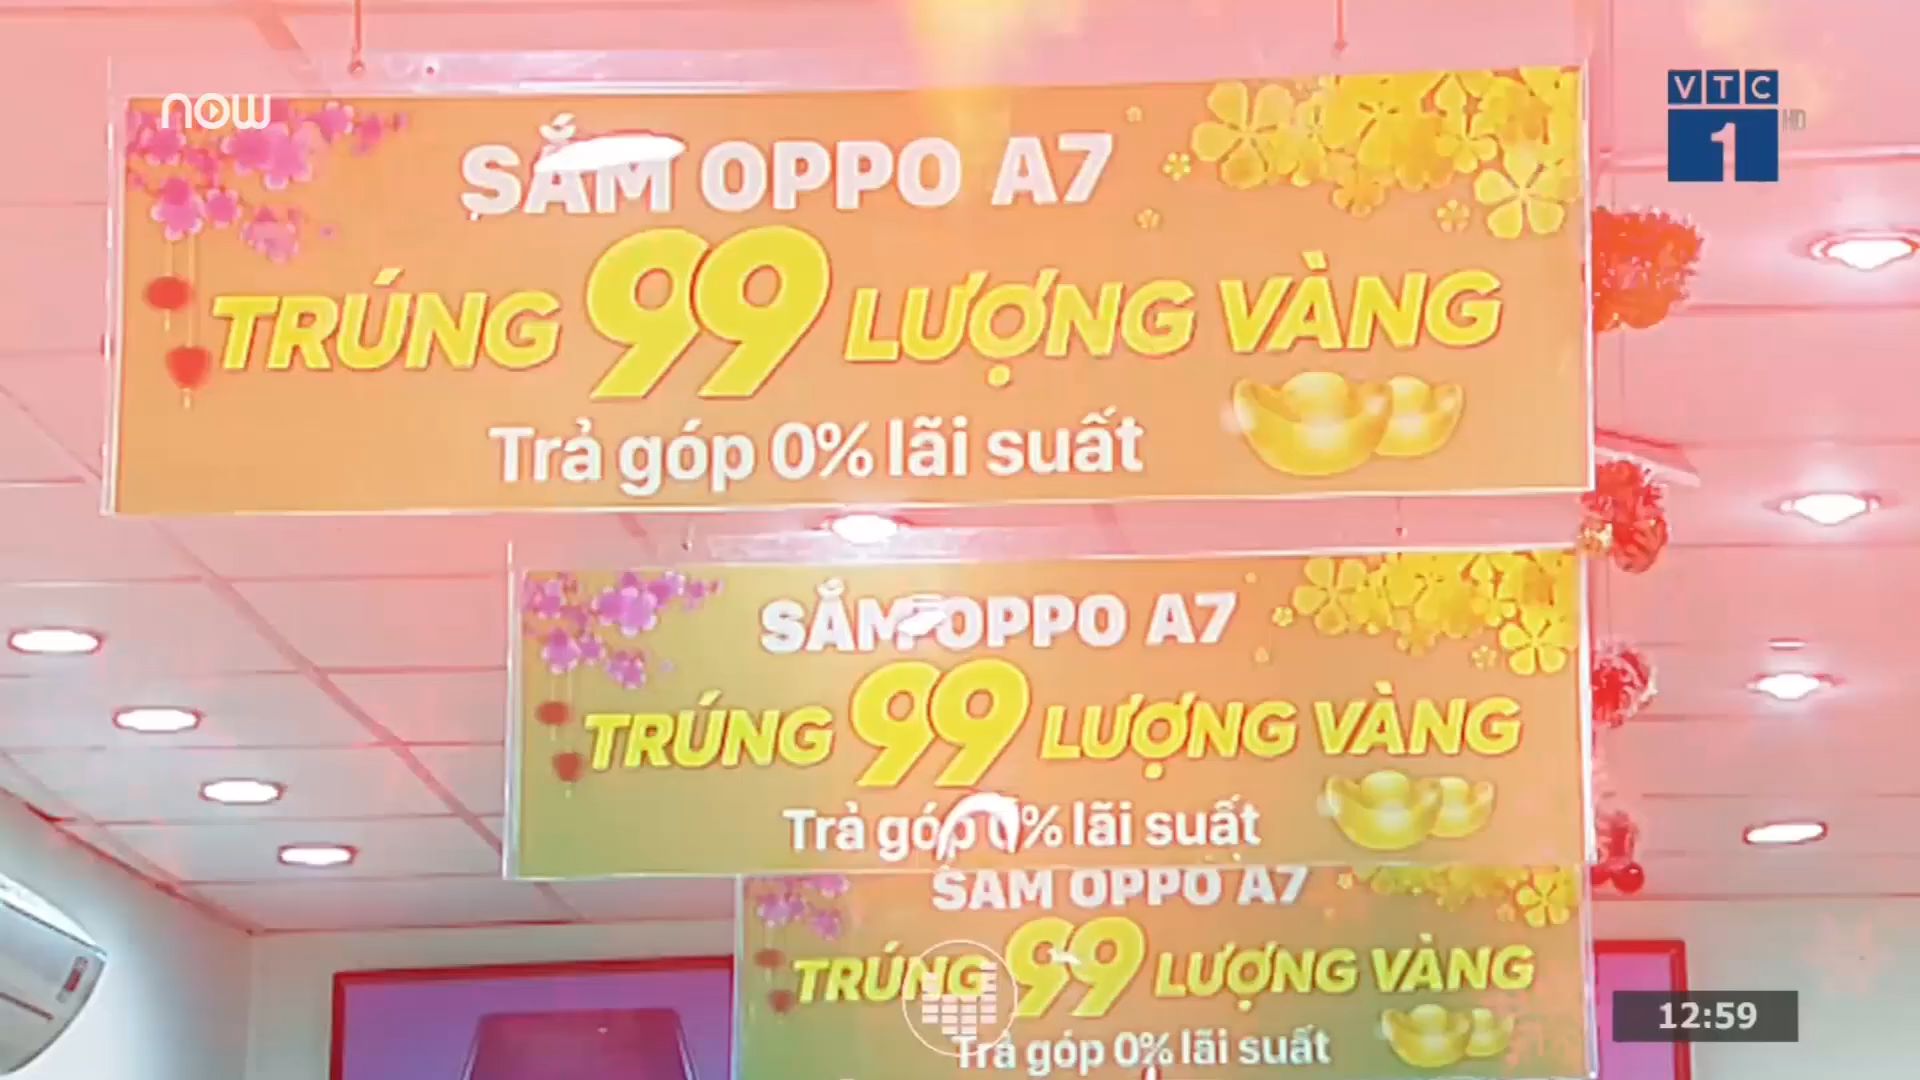 now
VTC
1
HD
SẮM OPPO A7
TRÚNG 99 LƯỢNG VÀNG
Trả góp 0% lãi suất
SẮM OPPO A7
TRÚNG 99 LƯỢNG VÀNG
Trả góp 0% lãi suất
SẮM OPPO A7
TRÚNG 99 LƯỢNG VÀNG
Trả góp 0% lãi suất
12:59